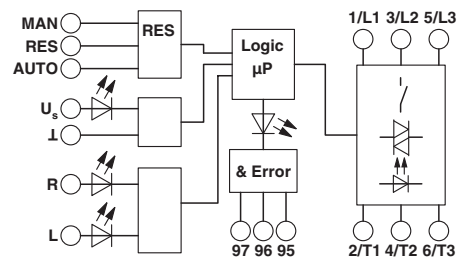 MAN
RES
AUTO
RES
Us
⊥
R
L
Logic
µP
& Error
97 96 95
1/L1 3/L2 5/L3
2/T1 4/T2 6/T3